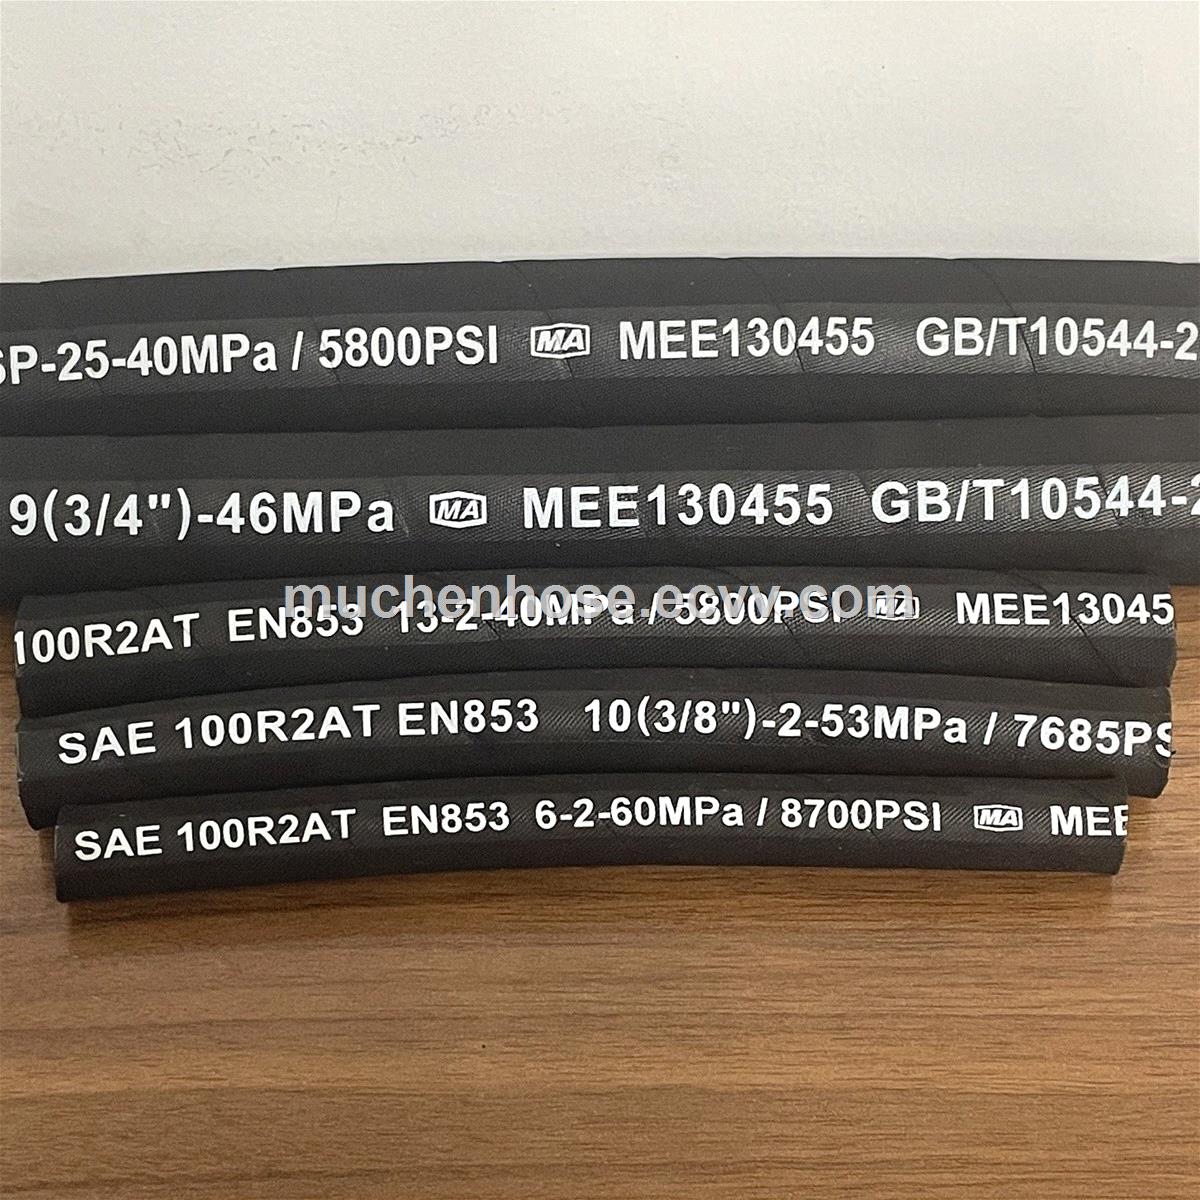 SP-25-40MPa / 5800PSI MA MEE130455 GB/T10544-2
9(3/4")-46MPa MA MEE130455 GB/T10544-2
muchenhose.ecvv.com
100R2AT EN853 13-2-40MPa / 5800PSI MA MEE13045
SAE 100R2AT EN853 10(3/8")-2-53MPa / 7685PS
SAE 100R2AT EN853 6-2-60MPa / 8700PSI MA MEE